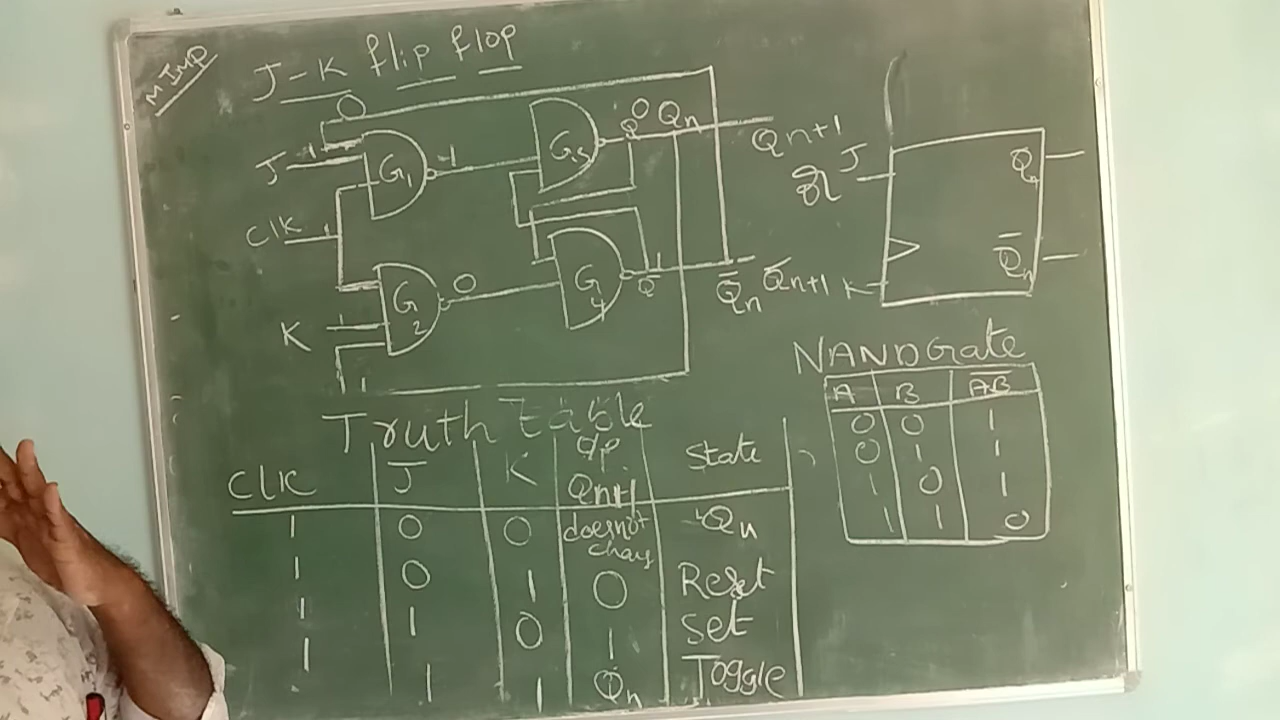 M IMP
J-K flip flop
0
J 1 G1 1 G3 Q 0 Qn Qn+1
CLK 1
K 1 G2 0 G4 Q̅ 1 Q̅n Q̅n+1
1
J Qn
K Q̅n
NAND Gate
A B A̅B̅
0 0 1
0 1 1
1 0 1
1 1 0
Truth table
CLK J K O/P Qn+1 State
1 0 0 doesnot chang Qn
1 0 1 0 Reset
1 1 0 1 Set
1 1 1 Q̅n Toggle